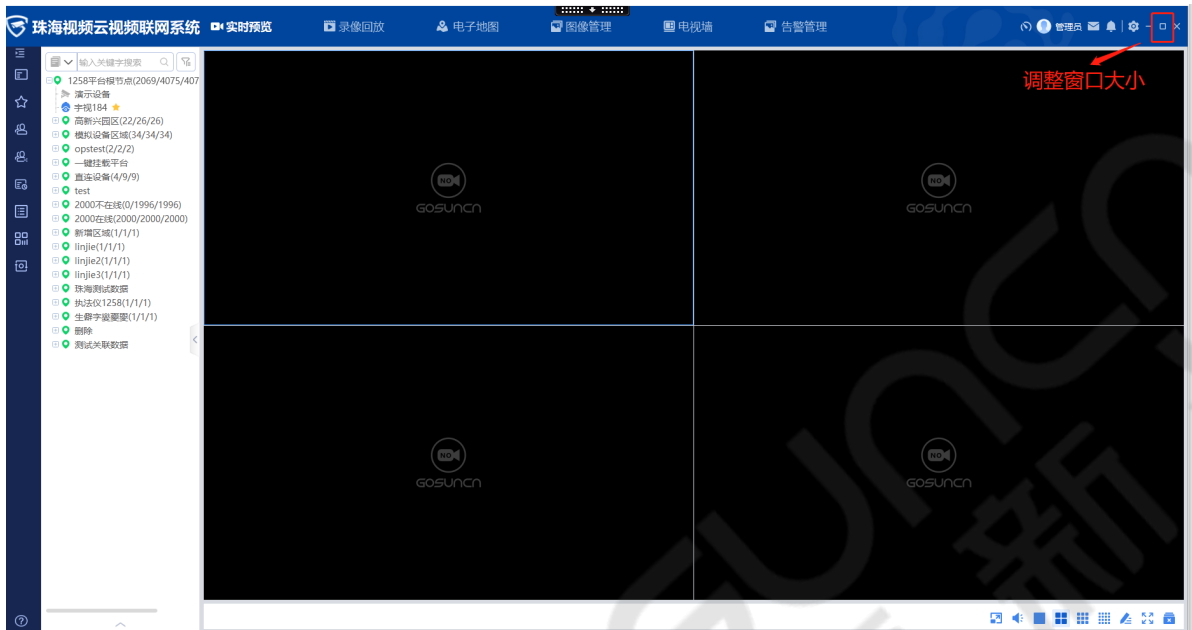 珠海视频云视频联网系统 实时预览 录像回放 电子地图 图像管理 电视墙 告警管理 管理员
调整窗口大小
输入关键字搜索
1258平台根节点(2069/4075/407
演示设备
宇视184
高新兴园区(22/26/26)
模拟设备区域(34/34/34)
opstest(2/2/2)
一键挂载平台
直连设备(4/9/9)
test
2000不在线(0/1996/1996)
2000在线(2000/2000/2000)
新增区域(1/1/1)
linjie(1/1/1)
linjie2(1/1/1)
linjie3(1/1/1)
珠海测试数据
执法仪1258(1/1/1)
删除
测试关联数据
NO
GOSUNCN
NO
GOSUNCN
NO
GOSUNCN
NO
GOSUNCN
GOSUNCN
新